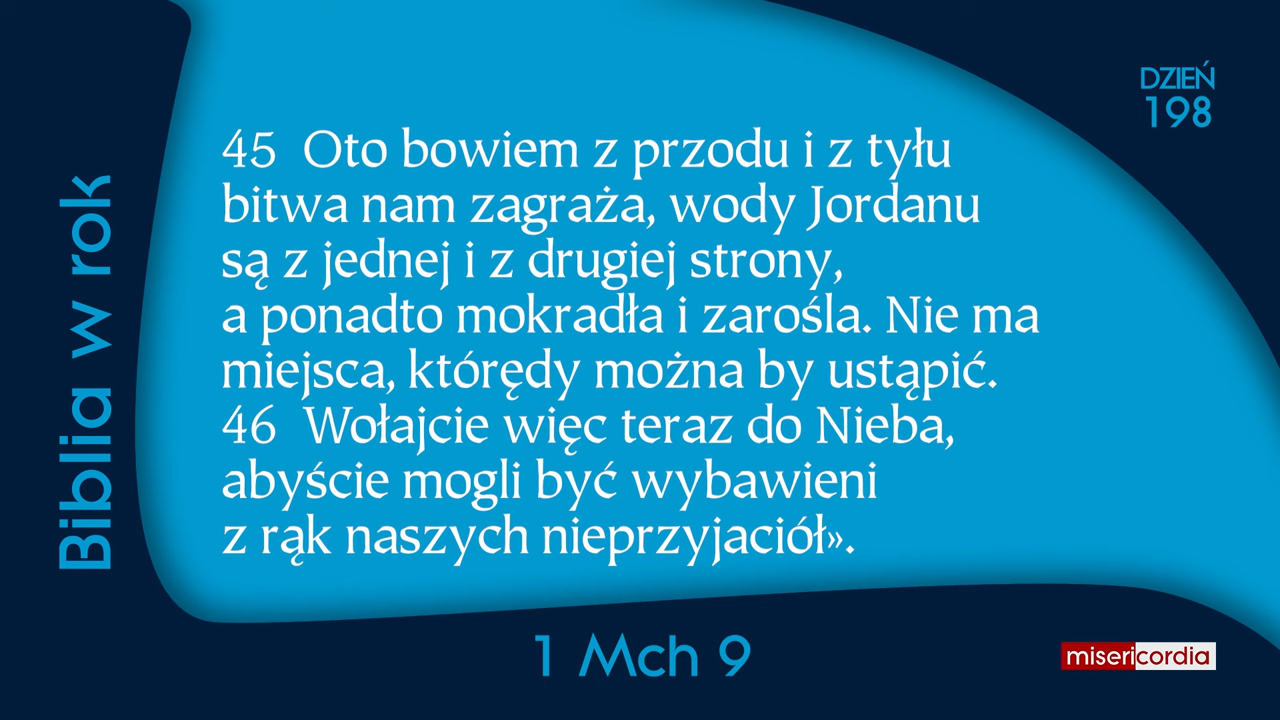 DZIEŃ
198
45 Oto bowiem z przodu i z tyłu
bitwa nam zagraża, wody Jordanu
są z jednej i z drugiej strony,
a ponadto mokradła i zarośla. Nie ma
miejsca, którędy można by ustąpić.
46 Wołajcie więc teraz do Nieba,
abyście mogli być wybawieni
z rąk naszych nieprzyjaciół».
Biblia w rok
1 Mch 9
misericordia